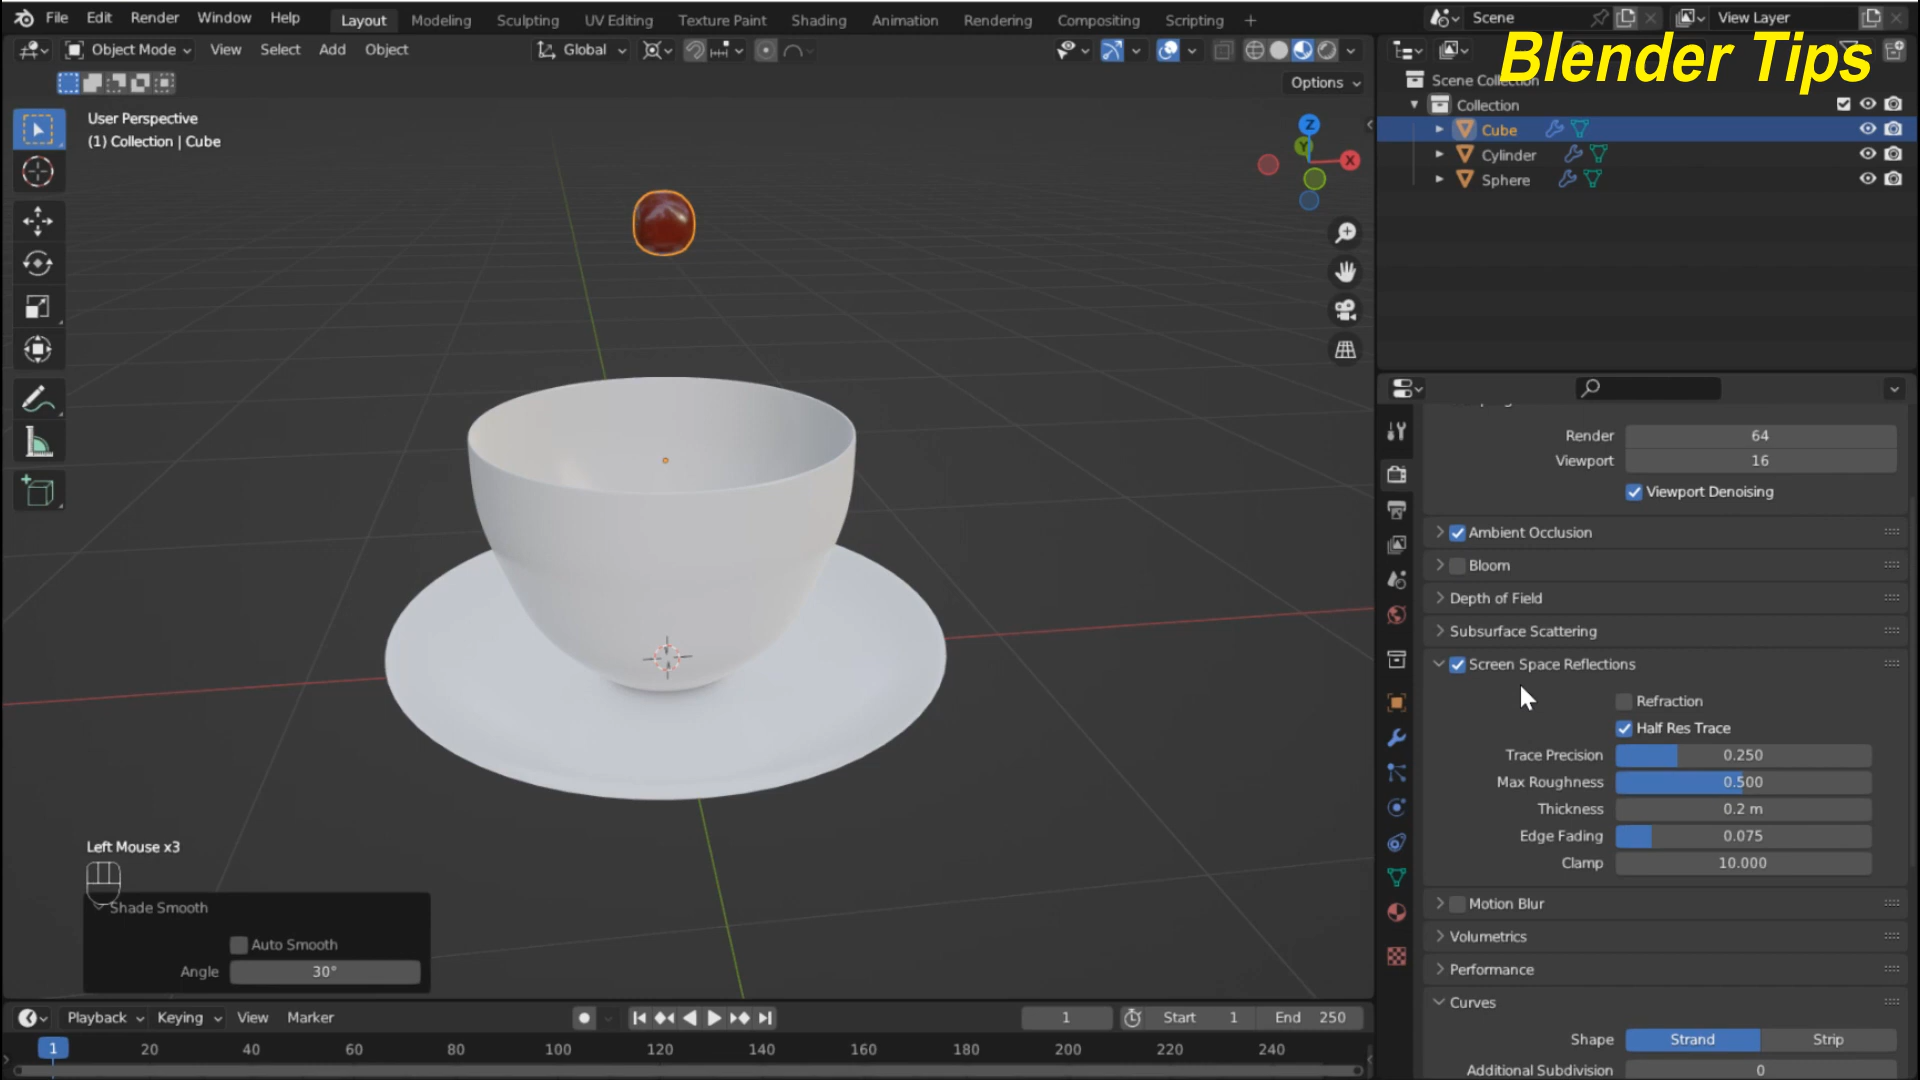 File Edit Render Window Help
Layout Modeling Sculpting UV Editing Texture Paint Shading Animation Rendering Compositing Scripting +
Scene
View Layer
Object Mode View Select Add Object
Global
Options
Blender Tips
Scene Collection
Collection
Cube
Cylinder
Sphere
User Perspective
(1) Collection | Cube
Z
Y
X
Render 64
Viewport 16
Viewport Denoising
Ambient Occlusion
Bloom
Depth of Field
Subsurface Scattering
Screen Space Reflections
Refraction
Half Res Trace
Trace Precision 0.250
Max Roughness 0.500
Thickness 0.2 m
Edge Fading 0.075
Clamp 10.000
Motion Blur
Volumetrics
Performance
Curves
Shape Strand Strip
Additional Subdivision 0
Left Mouse x3
Shade Smooth
Auto Smooth
Angle 30°
Playback Keying View Marker
1
Start 1
End 250
1 20 40 60 80 100 120 140 160 180 200 220 240